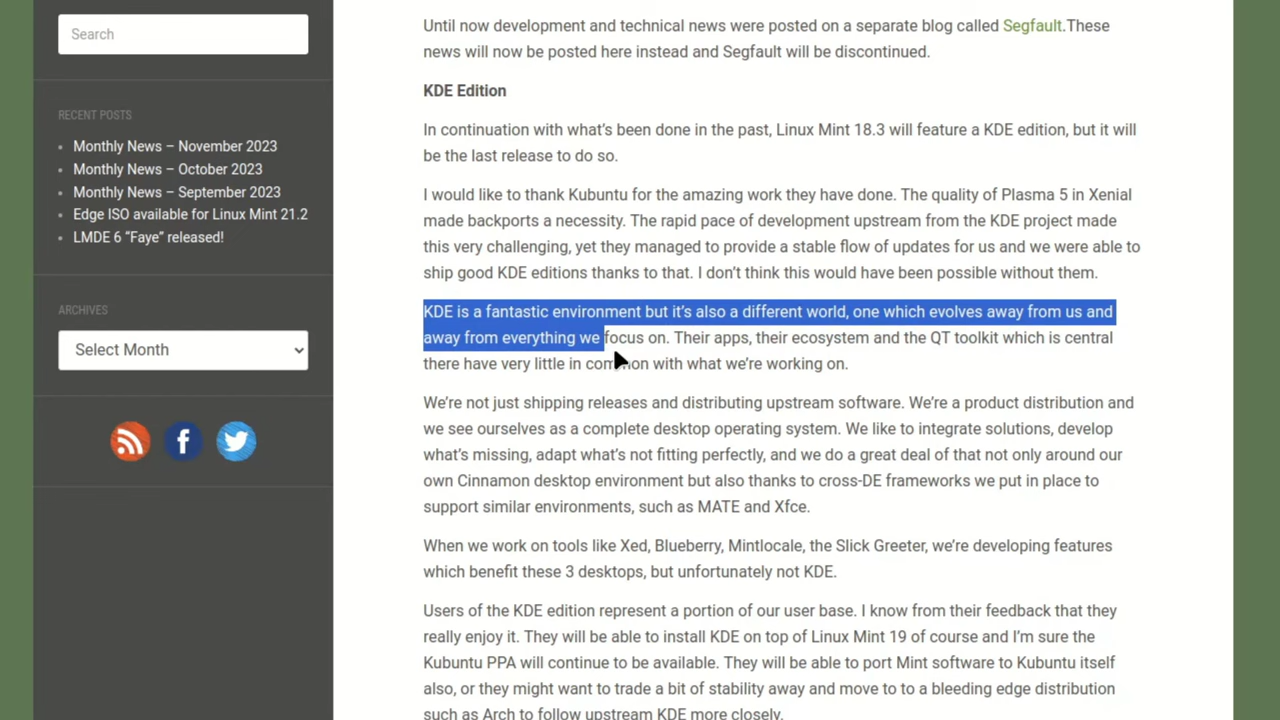 Search
RECENT POSTS
Monthly News – November 2023
Monthly News – October 2023
Monthly News – September 2023
Edge ISO available for Linux Mint 21.2
LMDE 6 “Faye” released!
ARCHIVES
Select Month
Until now development and technical news were posted on a separate blog called Segfault.These
news will now be posted here instead and Segfault will be discontinued.
KDE Edition
In continuation with what’s been done in the past, Linux Mint 18.3 will feature a KDE edition, but it will
be the last release to do so.
I would like to thank Kubuntu for the amazing work they have done. The quality of Plasma 5 in Xenial
made backports a necessity. The rapid pace of development upstream from the KDE project made
this very challenging, yet they managed to provide a stable flow of updates for us and we were able to
ship good KDE editions thanks to that. I don’t think this would have been possible without them.
KDE is a fantastic environment but it’s also a different world, one which evolves away from us and
away from everything we focus on. Their apps, their ecosystem and the QT toolkit which is central
there have very little in common with what we’re working on.
We’re not just shipping releases and distributing upstream software. We’re a product distribution and
we see ourselves as a complete desktop operating system. We like to integrate solutions, develop
what’s missing, adapt what’s not fitting perfectly, and we do a great deal of that not only around our
own Cinnamon desktop environment but also thanks to cross-DE frameworks we put in place to
support similar environments, such as MATE and Xfce.
When we work on tools like Xed, Blueberry, Mintlocale, the Slick Greeter, we’re developing features
which benefit these 3 desktops, but unfortunately not KDE.
Users of the KDE edition represent a portion of our user base. I know from their feedback that they
really enjoy it. They will be able to install KDE on top of Linux Mint 19 of course and I’m sure the
Kubuntu PPA will continue to be available. They will be able to port Mint software to Kubuntu itself
also, or they might want to trade a bit of stability away and move to to a bleeding edge distribution
such as Arch to follow upstream KDE more closely.